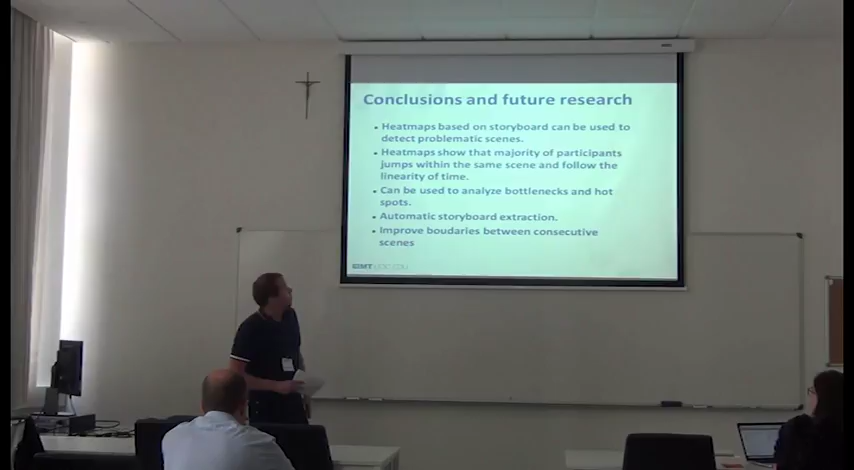 Conclusions and future research
• Heatmaps based on storyboard can be used to
detect problematic scenes.
• Heatmaps show that majority of participants
jumps within the same scene and follow the
linearity of time.
• Can be used to analyze bottlenecks and hot
spots.
• Automatic storyboard extraction.
• Improve boudaries between consecutive
scenes